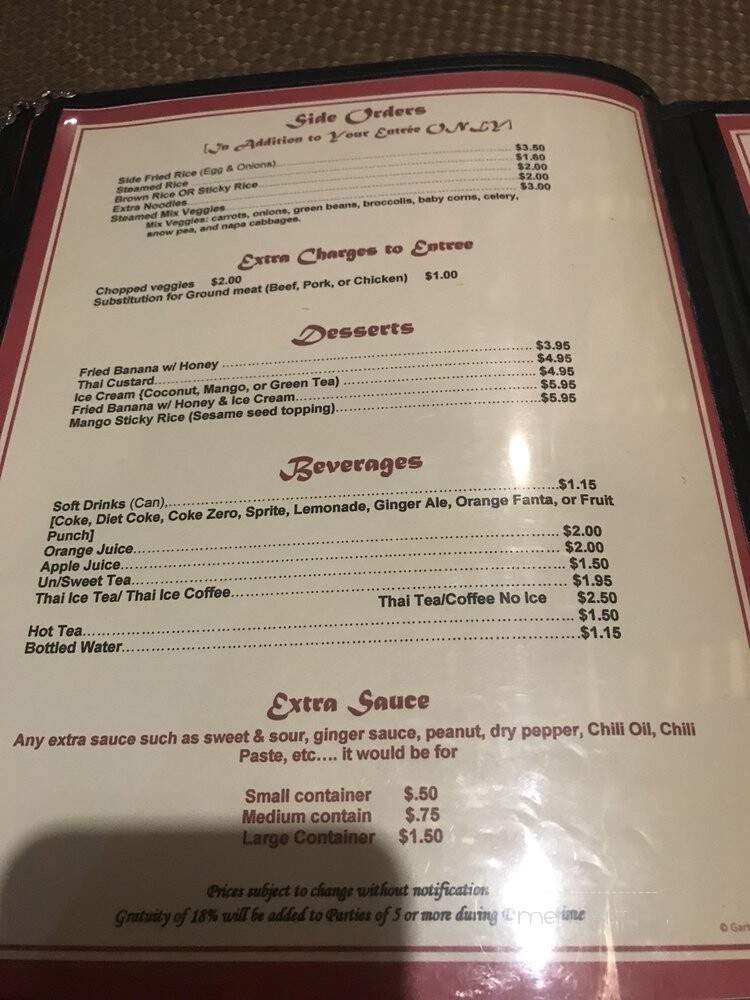 Side Orders
[In Addition to Your Entrée ONLY]
Side Fried Rice (Egg & Onions) $3.50
Steamed Rice $1.60
Brown Rice OR Sticky Rice $2.00
Extra Noodles $2.00
Steamed Mix Veggies $3.00
Mix Veggies: carrots, onions, green beans, broccolis, baby corns, celery,
snow pea, and napa cabbages.
Extra Charges to Entree
Chopped veggies $2.00
Substitution for Ground meat (Beef, Pork, or Chicken) $1.00
Desserts
Fried Banana w/ Honey $3.95
Thai Custard $4.95
Ice Cream {Coconut, Mango, or Green Tea) $4.95
Fried Banana w/ Honey & Ice Cream $5.95
Mango Sticky Rice (Sesame seed topping) $5.95
Beverages
Soft Drinks (Can), $1.15
[Coke, Diet Coke, Coke Zero, Sprite, Lemonade, Ginger Ale, Orange Fanta, or Fruit
Punch]
Orange Juice $2.00
Apple Juice $2.00
Un/Sweet Tea $1.50
Thai Ice Tea/ Thai Ice Coffee $1.95
Thai Tea/Coffee No Ice $2.50
Hot Tea $1.50
Bottled Water $1.15
Extra Sauce
Any extra sauce such as sweet & sour, ginger sauce, peanut, dry pepper, Chili Oil, Chili
Paste, etc.... it would be for
Small container $.50
Medium contain $.75
Large Container $1.50
Prices subject to change without notification
Gratuity of 18% will be added to Parties of 5 or more during